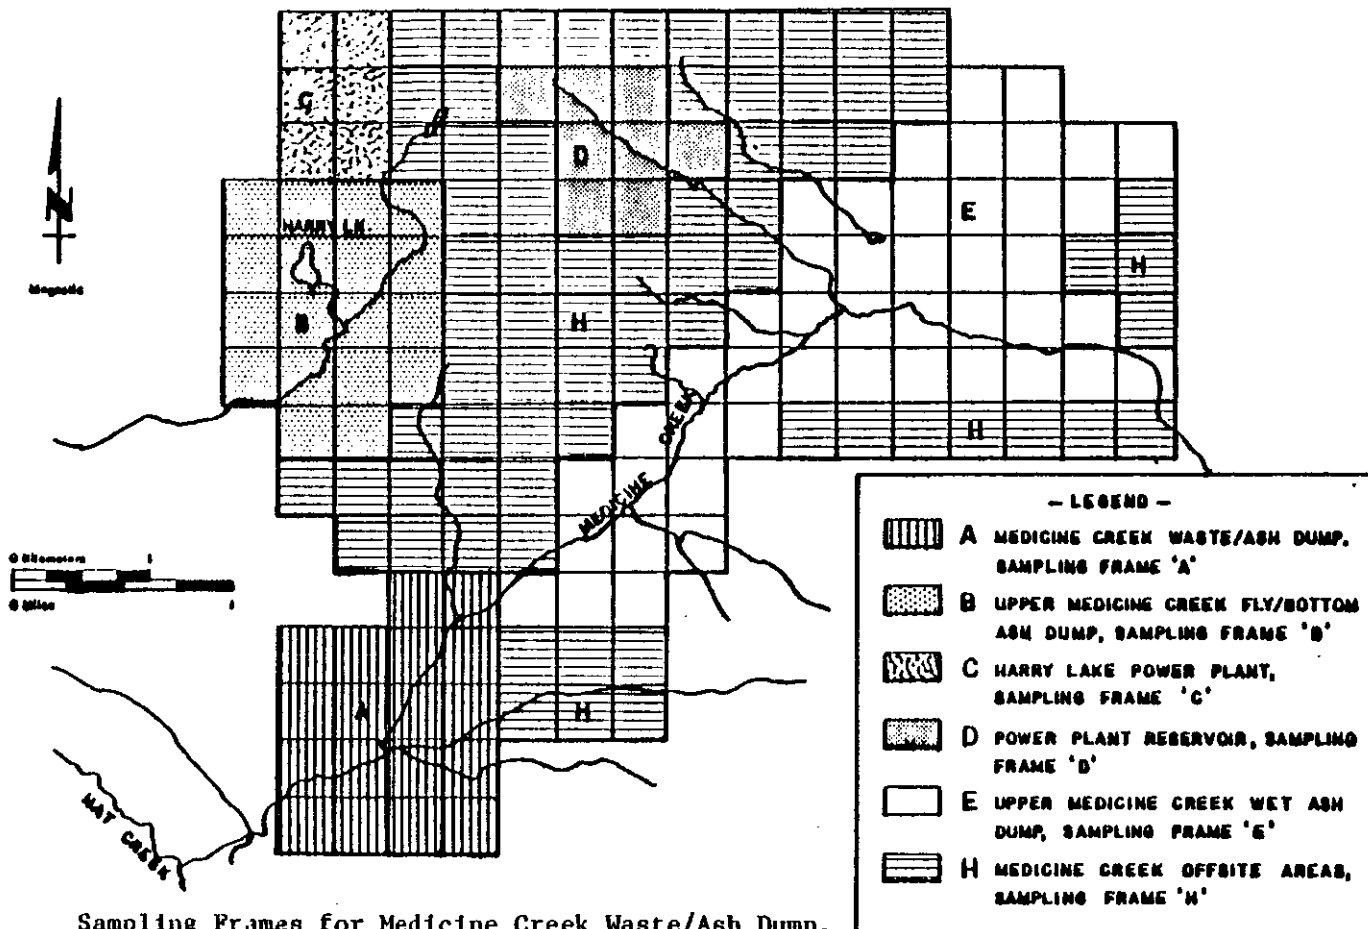 C
D
N
Magnetic
HARRY LK.
E
H
B
H
CREEK
H
MEDICINE
0 Kilometers 1
0 Miles 1
A
H
HAT CREEK
— LEGEND —
A MEDICINE CREEK WASTE/ASH DUMP.
SAMPLING FRAME 'A'
B UPPER MEDICINE CREEK FLY/BOTTOM
ASH DUMP, SAMPLING FRAME 'B'
C HARRY LAKE POWER PLANT,
SAMPLING FRAME 'C'
D POWER PLANT RESERVOIR, SAMPLING
FRAME 'D'
E UPPER MEDICINE CREEK WET ASH
DUMP, SAMPLING FRAME 'E'
H MEDICINE CREEK OFFSITE AREAS,
SAMPLING FRAME 'H'
Sampling Frames for Medicine Creek Waste/Ash Dump.